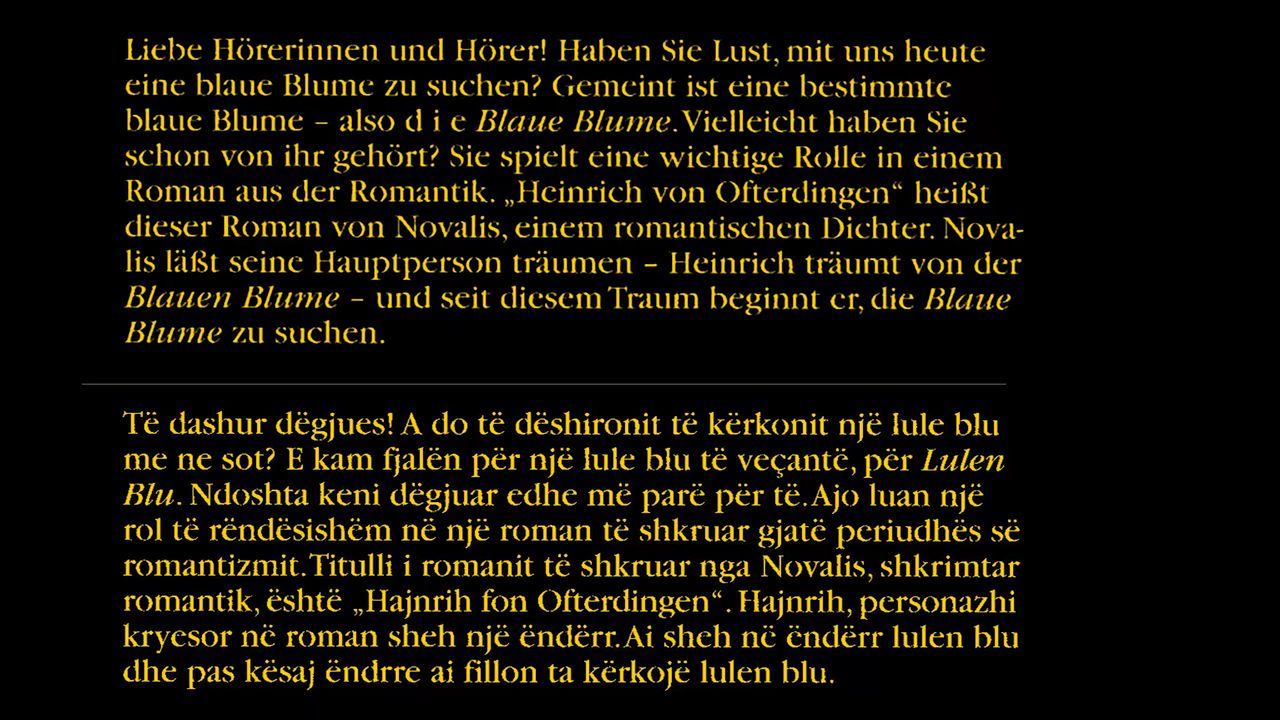 Liebe Hörerinnen und Hörer! Haben Sie Lust, mit uns heute
eine blaue Blume zu suchen? Gemeint ist eine bestimmte
blaue Blume – also d i e Blaue Blume. Vielleicht haben Sie
schon von ihr gehört? Sie spielt eine wichtige Rolle in einem
Roman aus der Romantik. „Heinrich von Ofterdingen“ heißt
dieser Roman von Novalis, einem romantischen Dichter. Nova-
lis läßt seine Hauptperson träumen – Heinrich träumt von der
Blauen Blume – und seit diesem Traum beginnt er, die Blaue
Blume zu suchen.
Të dashur dëgjues! A do të dëshironit të kërkonit një lule blu
me ne sot? E kam fjalën për një lule blu të veçantë, për Lulen
Blu. Ndoshta keni dëgjuar edhe më parë për të. Ajo luan një
rol të rëndësishëm në një roman të shkruar gjatë periudhës së
romantizmit. Titulli i romanit të shkruar nga Novalis, shkrimtar
romantik, është „Hajnrih fon Ofterdingen“. Hajnrih, personazhi
kryesor në roman sheh një ëndërr. Ai sheh në ëndërr lulen blu
dhe pas kësaj ëndrre ai fillon ta kërkojë lulen blu.